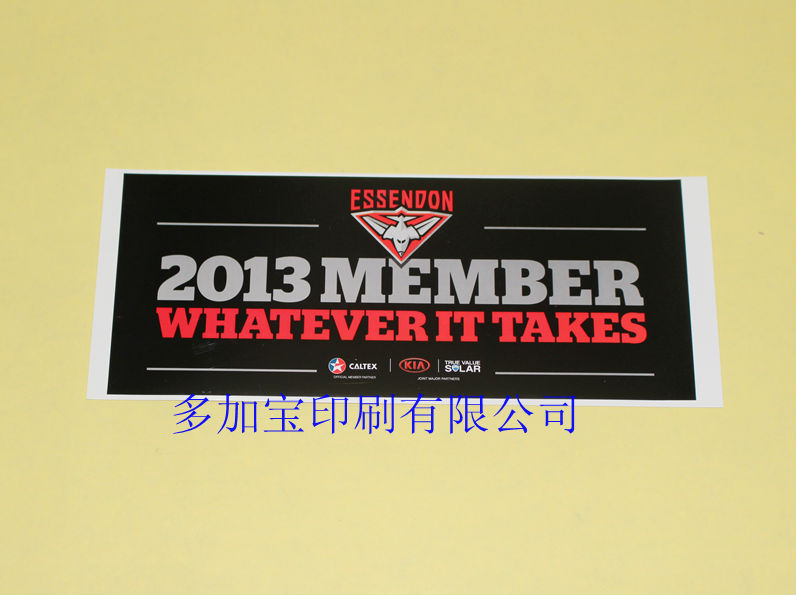 ESSENDON
2013 MEMBER
WHATEVER IT TAKES
CALTEX
OFFICIAL MEMBER PARTNER
KIA
TRUE VALUE
SOLAR
JOINT MAJOR PARTNERS
多加宝印刷有限公司